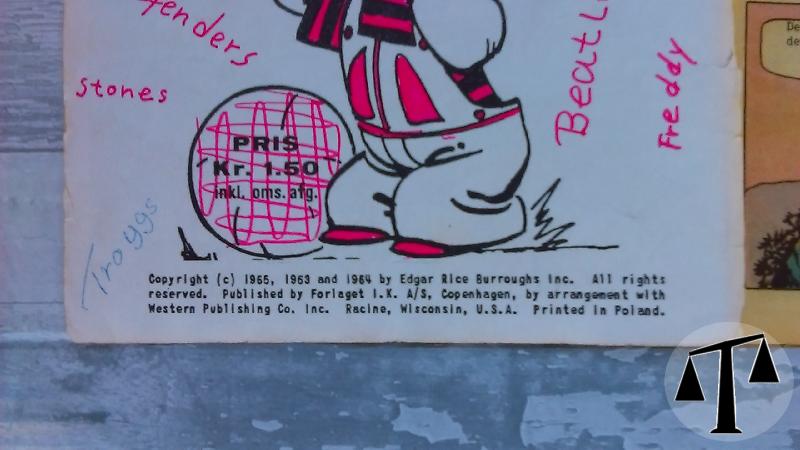 stones
Freddy
PRIS
Kr. 1.50
inkl. oms. afg.
Troggs
Copyright (c) 1965, 1963 and 1964 by Edgar Rice Burroughs Inc. All rights
reserved. Published by Forlaget I.K. A/S, Copenhagen, by arrangement with
Western Publishing Co. Inc. Racine, Wisconsin, U.S.A. Printed in Poland.